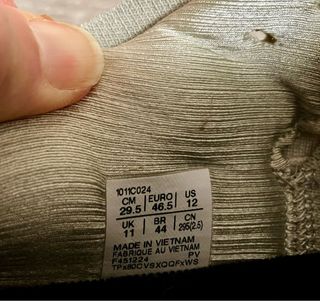 1011C024
CM EURO US
29.5 46.5 12
UK BR CN
11 44 295(2.5)
MADE IN VIETNAM
FABRIQUE AU VIETNAM
F451224 PV